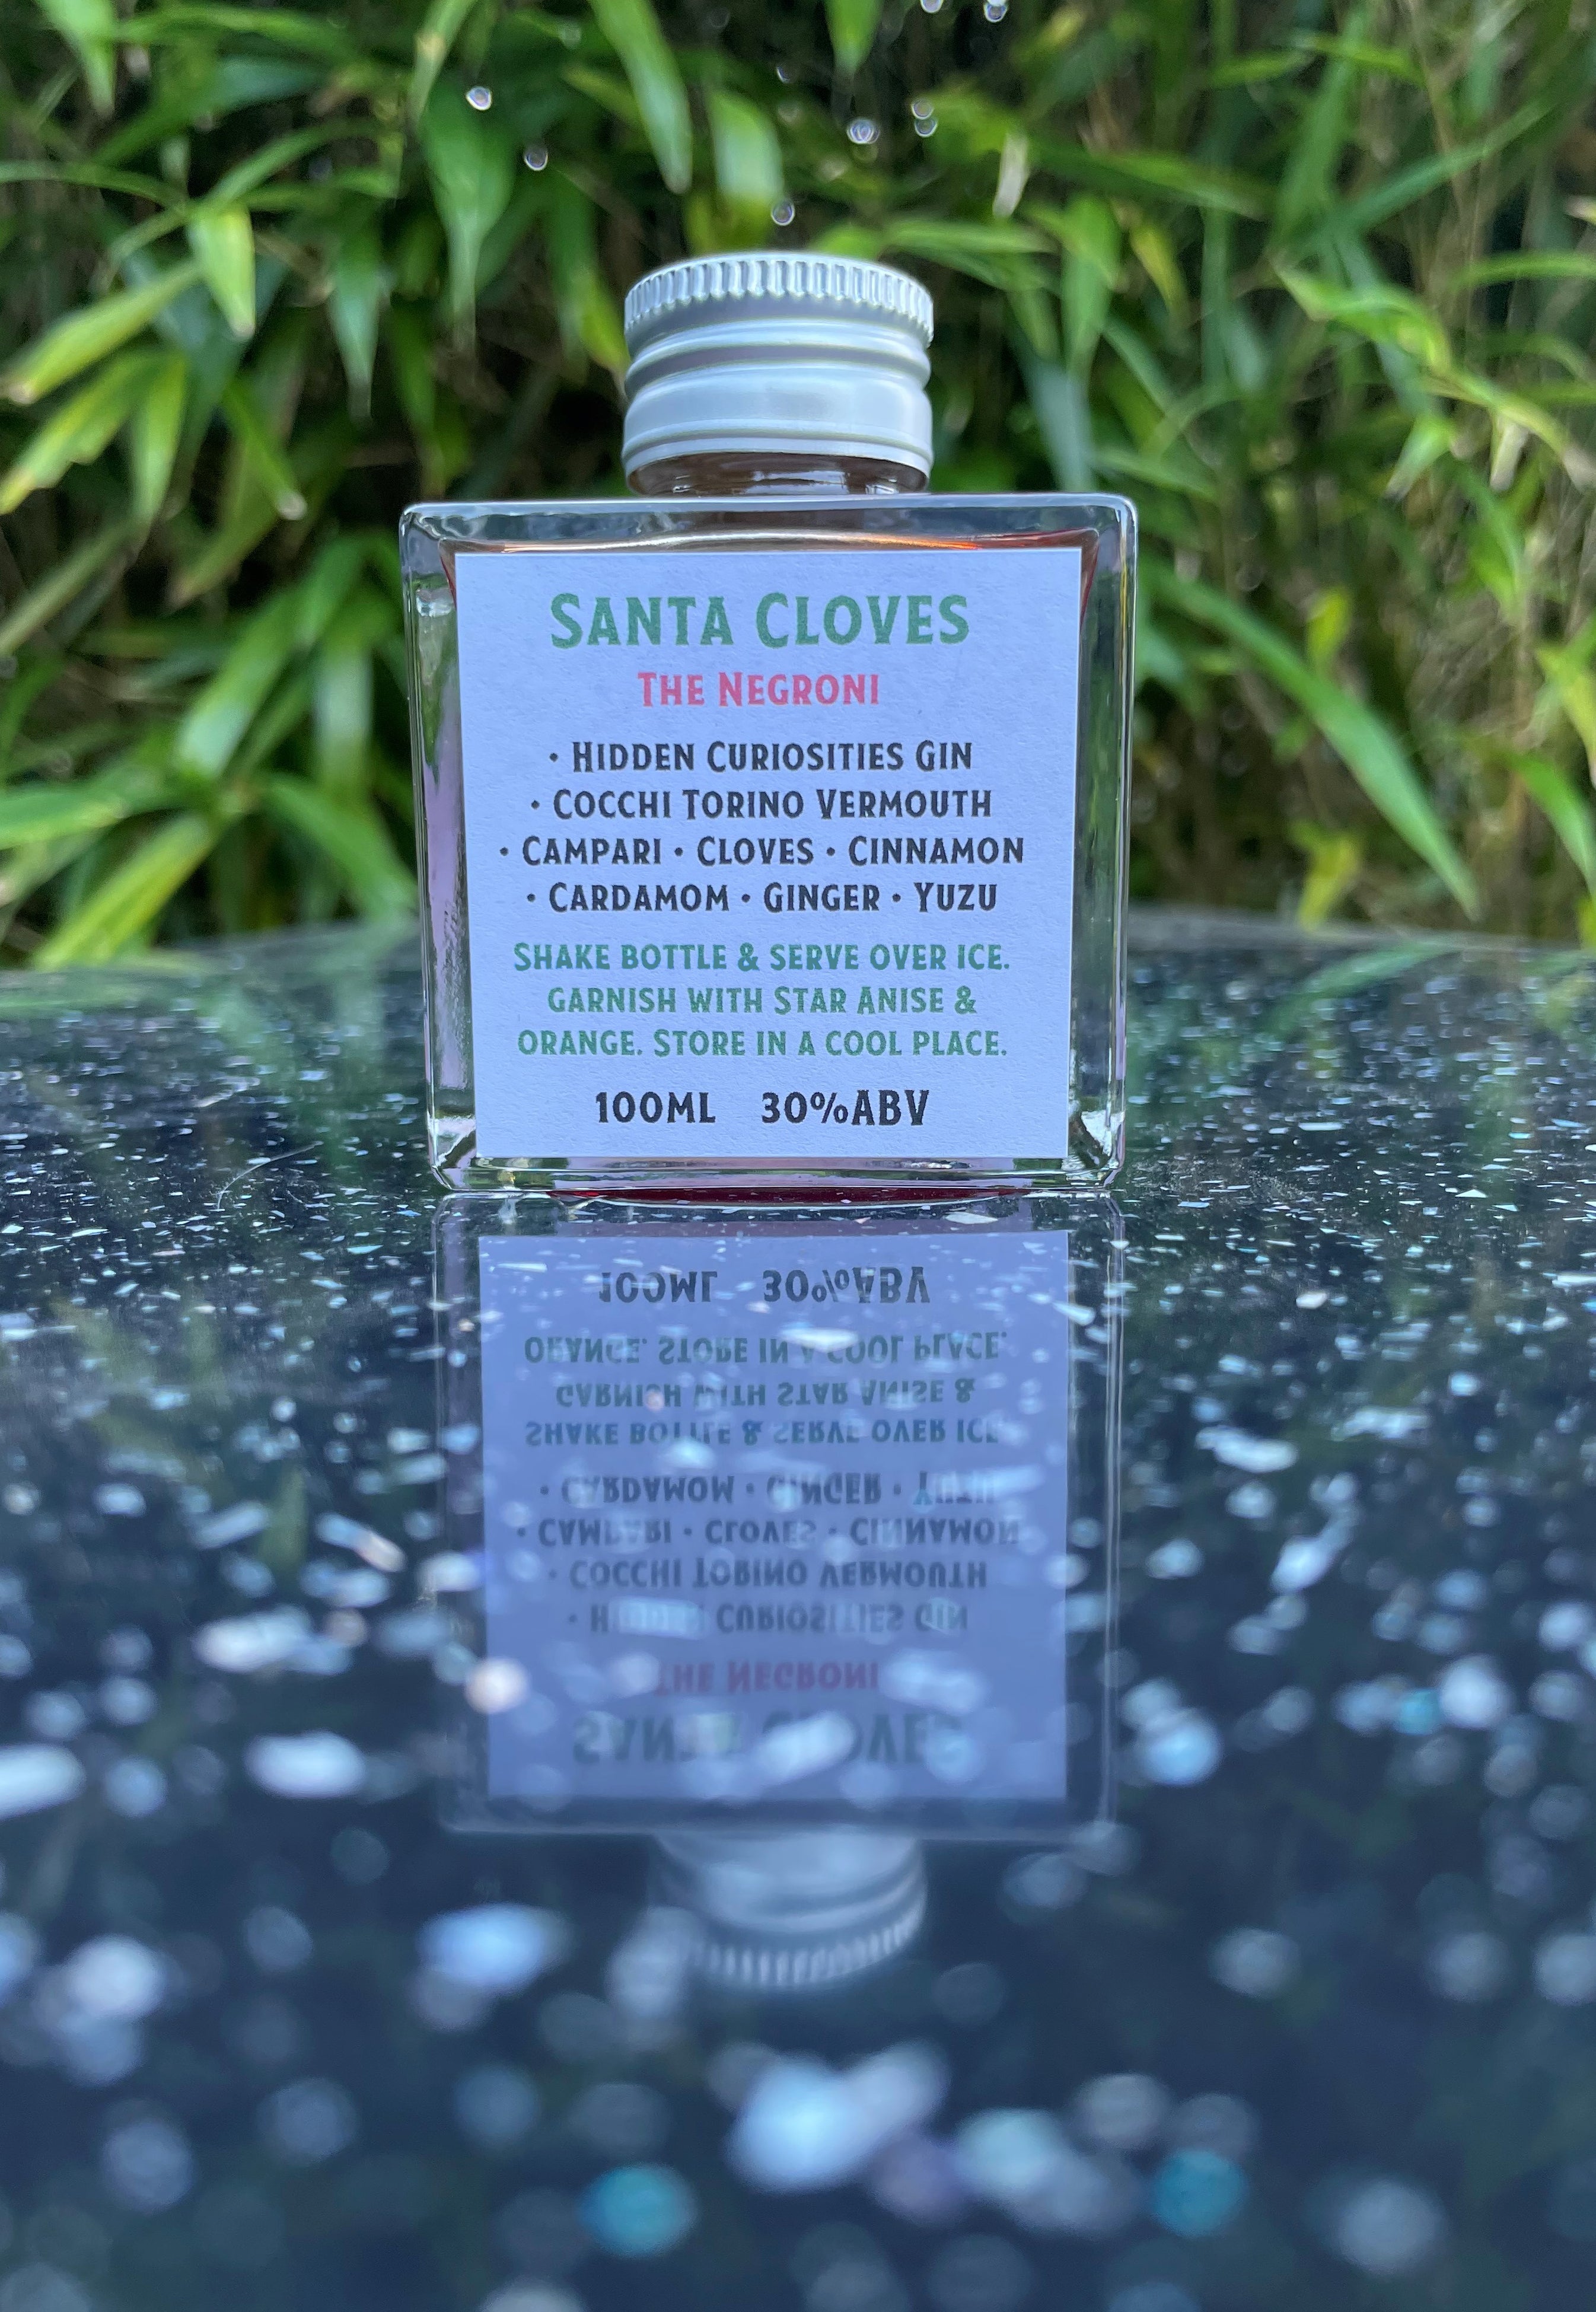 SANTA CLOVES
THE NEGRONI
• HIDDEN CURIOSITIES GIN
• COCCHI TORINO VERMOUTH
• CAMPARI • CLOVES • CINNAMON
• CARDAMOM • GINGER • YUZU
SHAKE BOTTLE & SERVE OVER ICE.
GARNISH WITH STAR ANISE &
ORANGE. STORE IN A COOL PLACE.
100ML 30%ABV